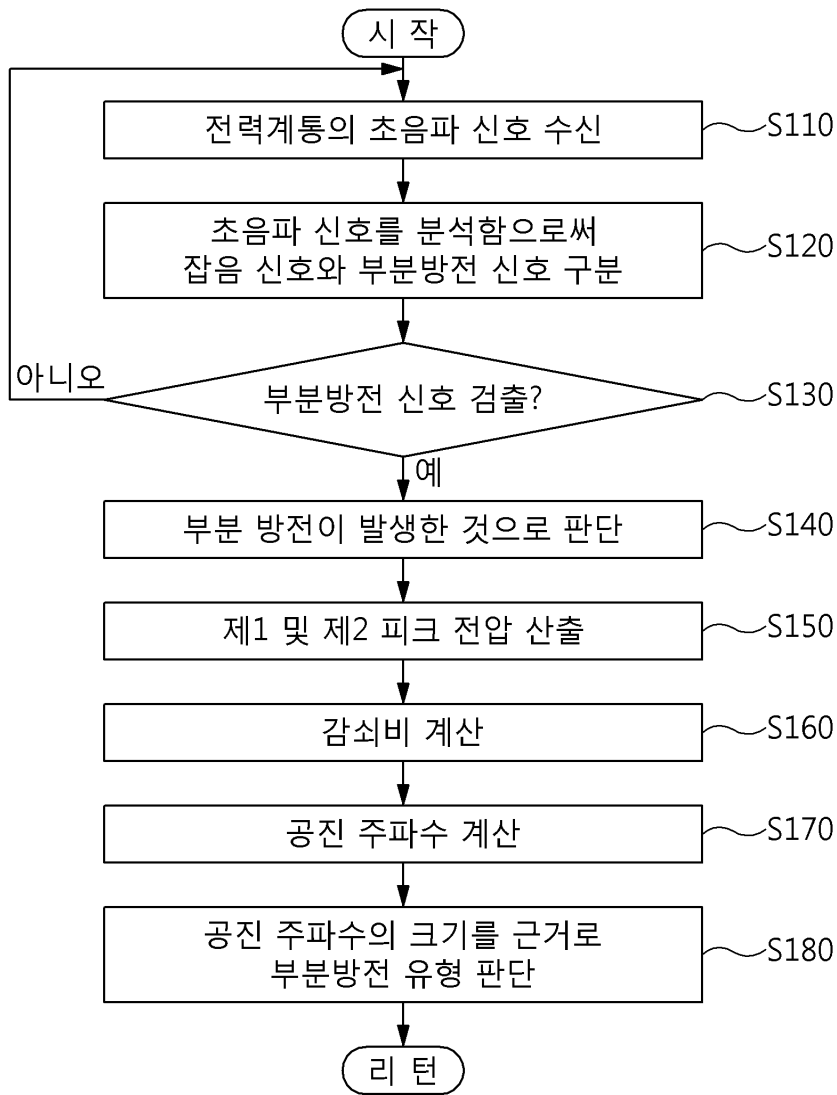 시 작
전력계통의 초음파 신호 수신
S110
초음파 신호를 분석함으로써
잡음 신호와 부분방전 신호 구분
S120
아니오
부분방전 신호 검출?
S130
예
부분 방전이 발생한 것으로 판단
S140
제1 및 제2 피크 전압 산출
S150
감쇠비 계산
S160
공진 주파수 계산
S170
공진 주파수의 크기를 근거로
부분방전 유형 판단
S180
리 턴